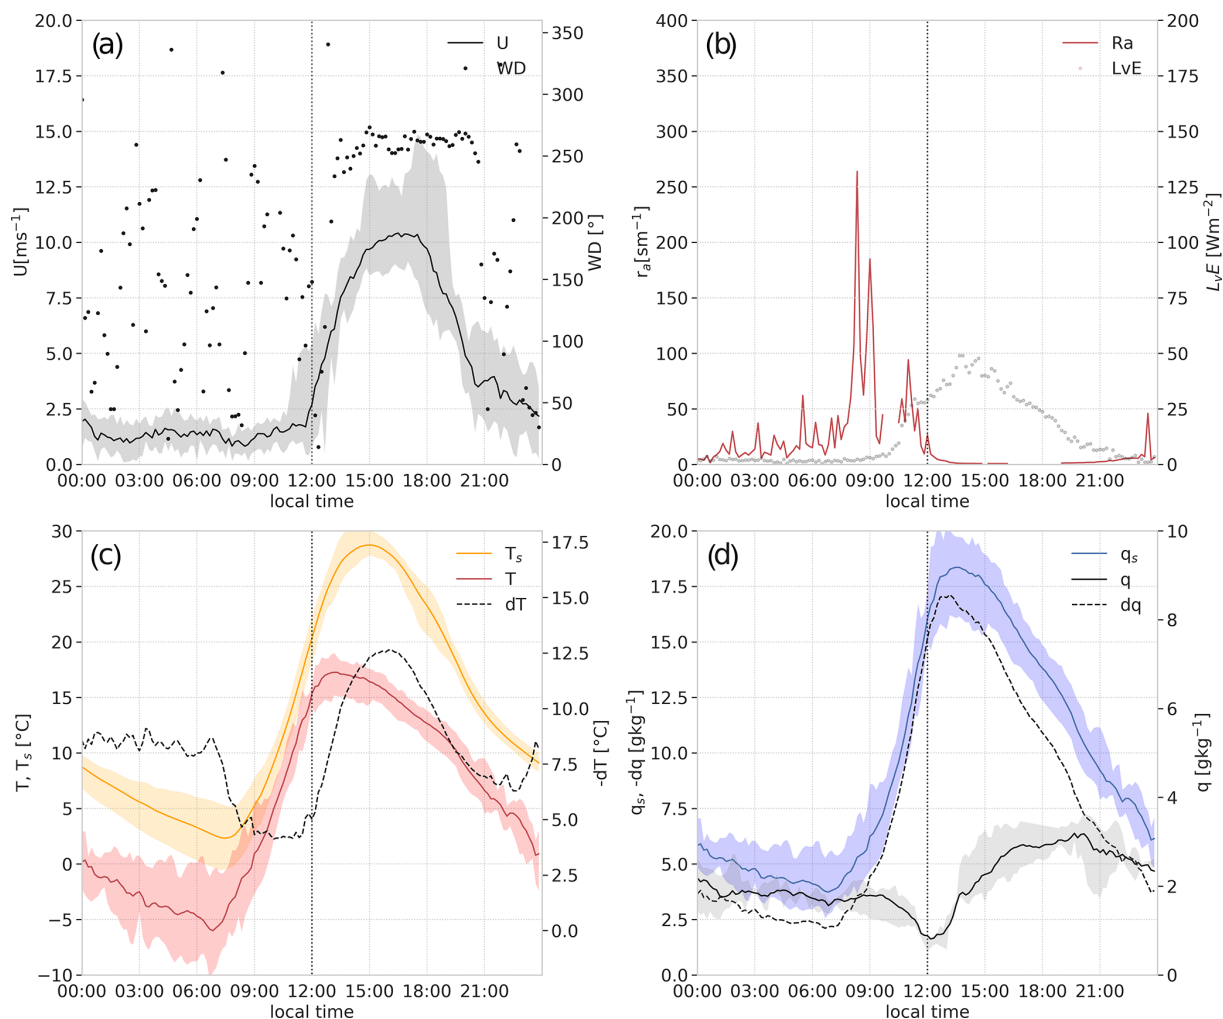 (a)
U
WD
20.0
17.5
15.0
12.5
10.0
7.5
5.0
2.5
0.0
U[ms⁻¹]
350
300
250
200
150
100
50
0
WD [°]
00:00 03:00 06:00 09:00 12:00 15:00 18:00 21:00
local time
(b)
Ra
LvE
400
350
300
250
200
150
100
50
0
rₐ[sm⁻¹]
200
175
150
125
100
75
50
25
0
LᵥE [Wm⁻²]
00:00 03:00 06:00 09:00 12:00 15:00 18:00 21:00
local time
(c)
Tₛ
T
dT
30
25
20
15
10
5
0
−5
−10
T, Tₛ [°C]
17.5
15.0
12.5
10.0
7.5
5.0
2.5
0.0
-dT [°C]
00:00 03:00 06:00 09:00 12:00 15:00 18:00 21:00
local time
(d)
qₛ
q
dq
20.0
17.5
15.0
12.5
10.0
7.5
5.0
2.5
0.0
qₛ, -dq [gkg⁻¹]
10
8
6
4
2
0
q [gkg⁻¹]
00:00 03:00 06:00 09:00 12:00 15:00 18:00 21:00
local time